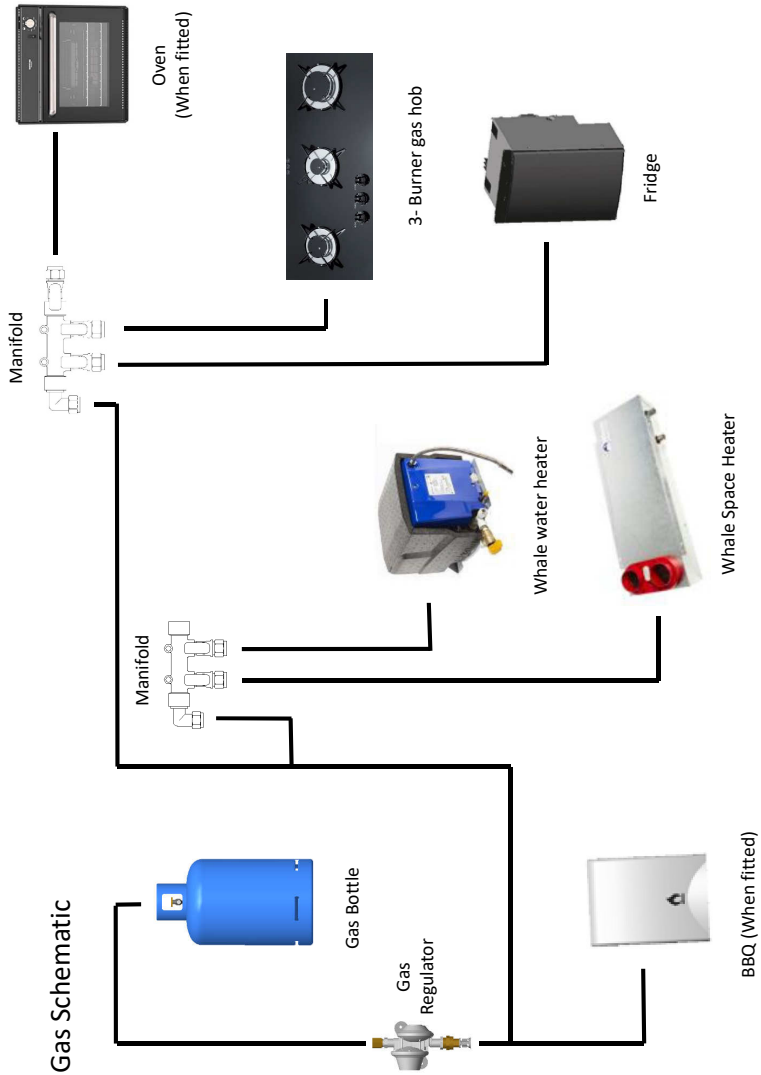 Gas Schematic
Gas Bottle
Gas
Regulator
BBQ (When fitted)
Manifold
Whale water heater
Whale Space Heater
Manifold
Oven
(When fitted)
3- Burner gas hob
Fridge